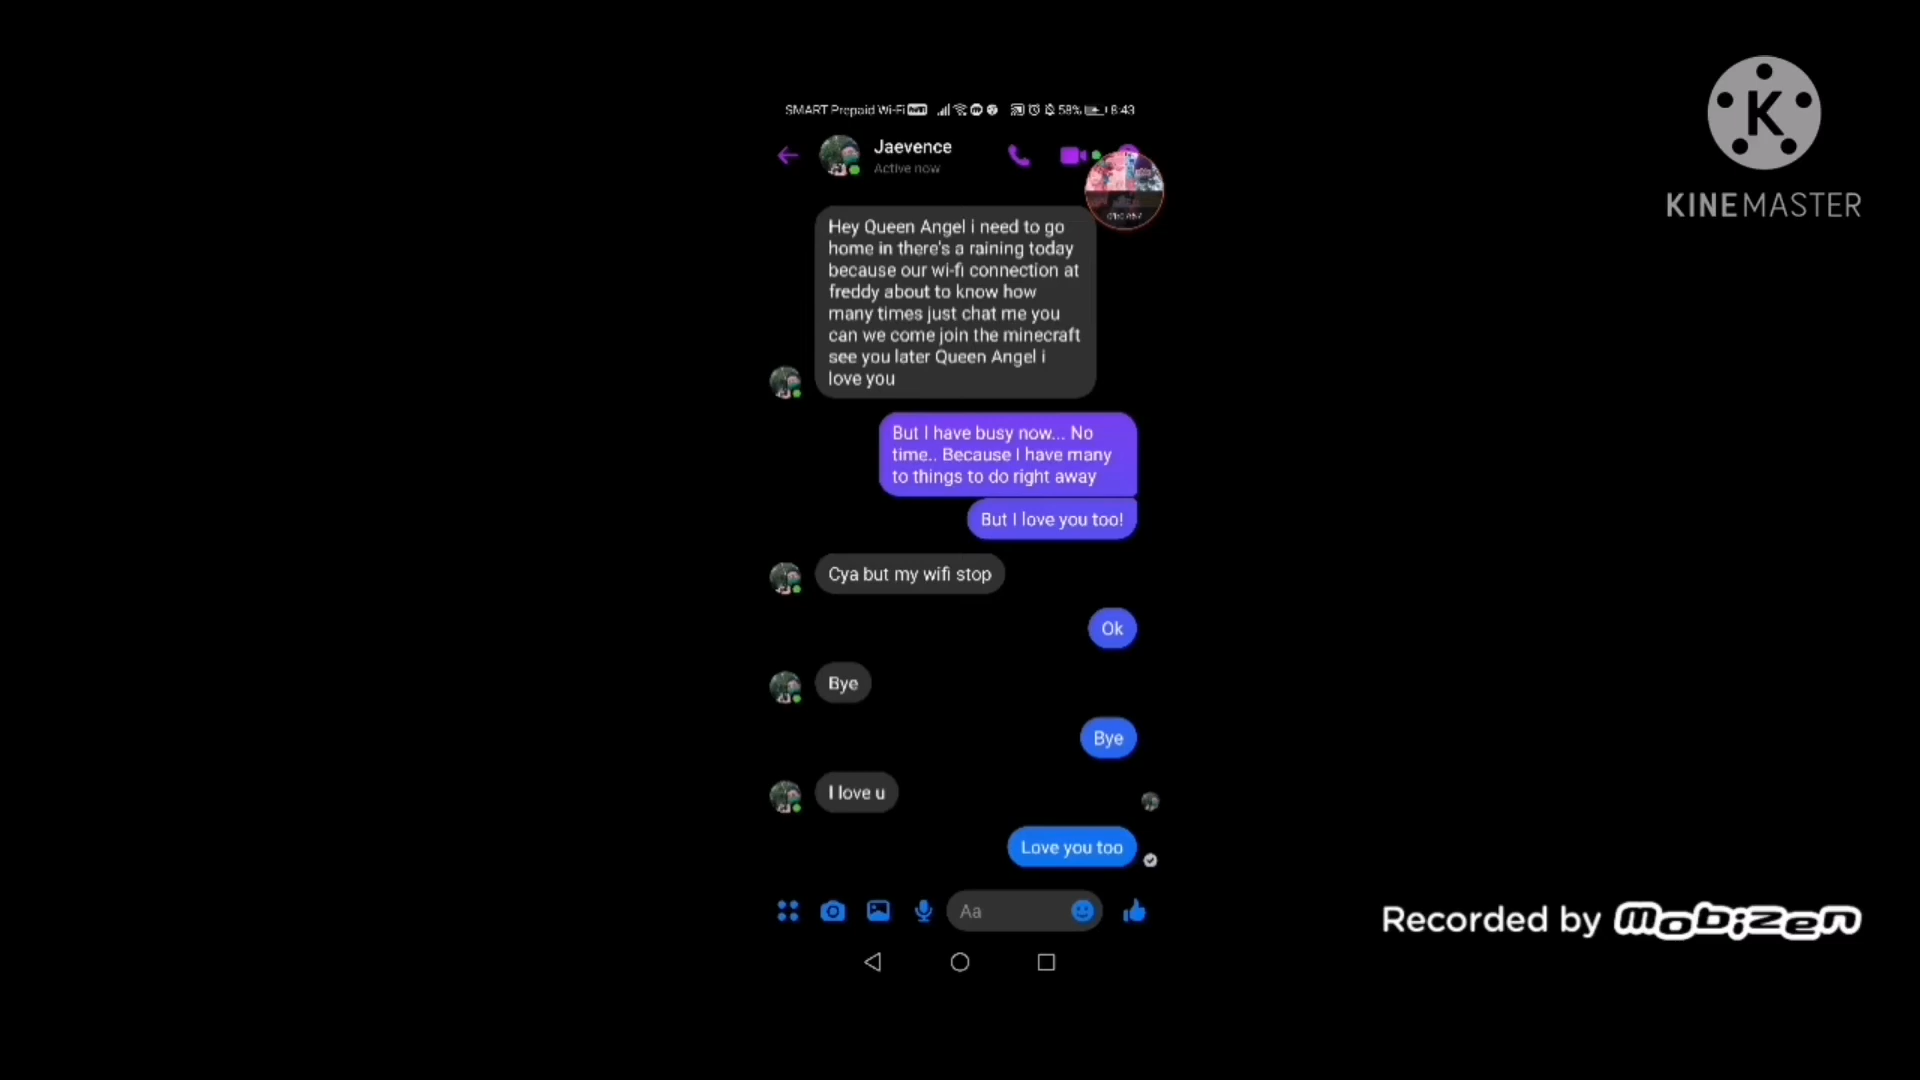 SMART Prepaid Wi-Fi 58% 8:43
K
KINEMASTER
Jaevence
Active now
Hey Queen Angel i need to go
home in there's a raining today
because our wi-fi connection at
freddy about to know how
many times just chat me you
can we come join the minecraft
see you later Queen Angel i
love you
But I have busy now... No
time.. Because I have many
to things to do right away
But I love you too!
Cya but my wifi stop
Ok
Bye
Bye
I love u
Love you too
Aa
Recorded by mobizen